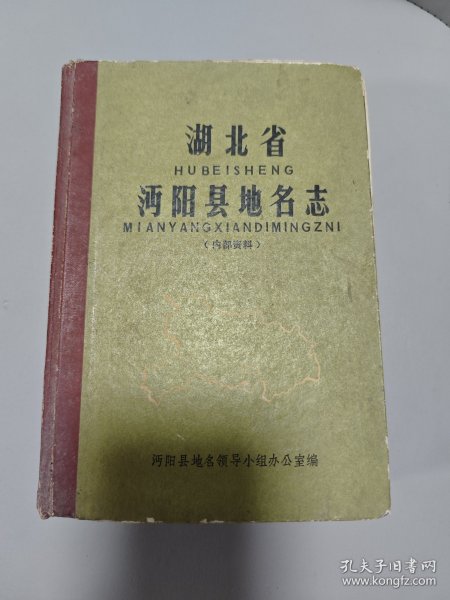 湖北省
HUBEISHENG
沔阳县地名志
MIANYANGXIANDIMINGZNI
（内部资料）
沔阳县地名领导小组办公室编
孔夫子旧书网
www.kongfz.com